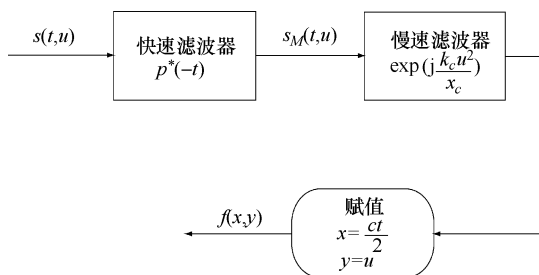 s(t,u)
快速滤波器
p*(-t)
s_M(t,u)
慢速滤波器
exp(j k_c u²/x_c)
f(x,y)
赋值
x= ct/2
y=u